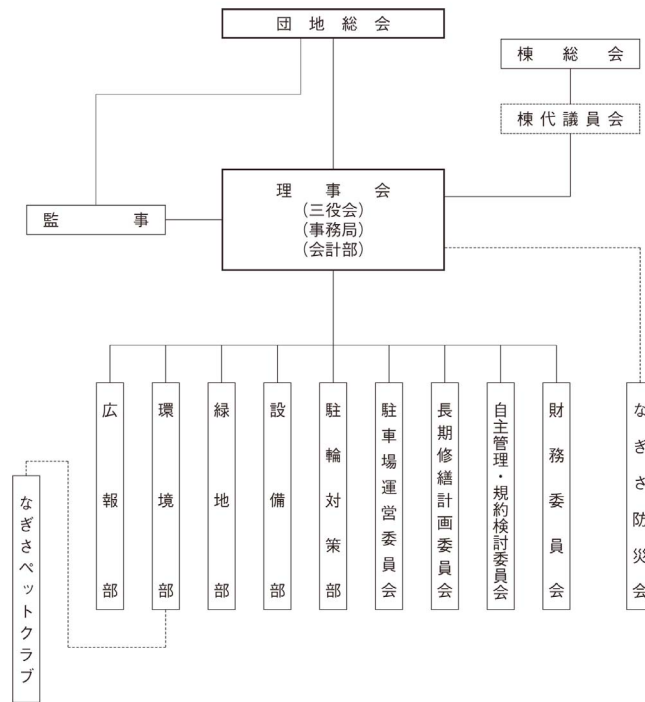 団地総会
棟総会
棟代議員会
監事
理事会
(三役会)
(事務局)
(会計部)
広報部
環境部
緑地部
設備部
駐輪対策部
駐車場運営委員会
長期修繕計画委員会
自主管理・規約検討委員会
財務委員会
なぎさ防災会
なぎさペットクラブ